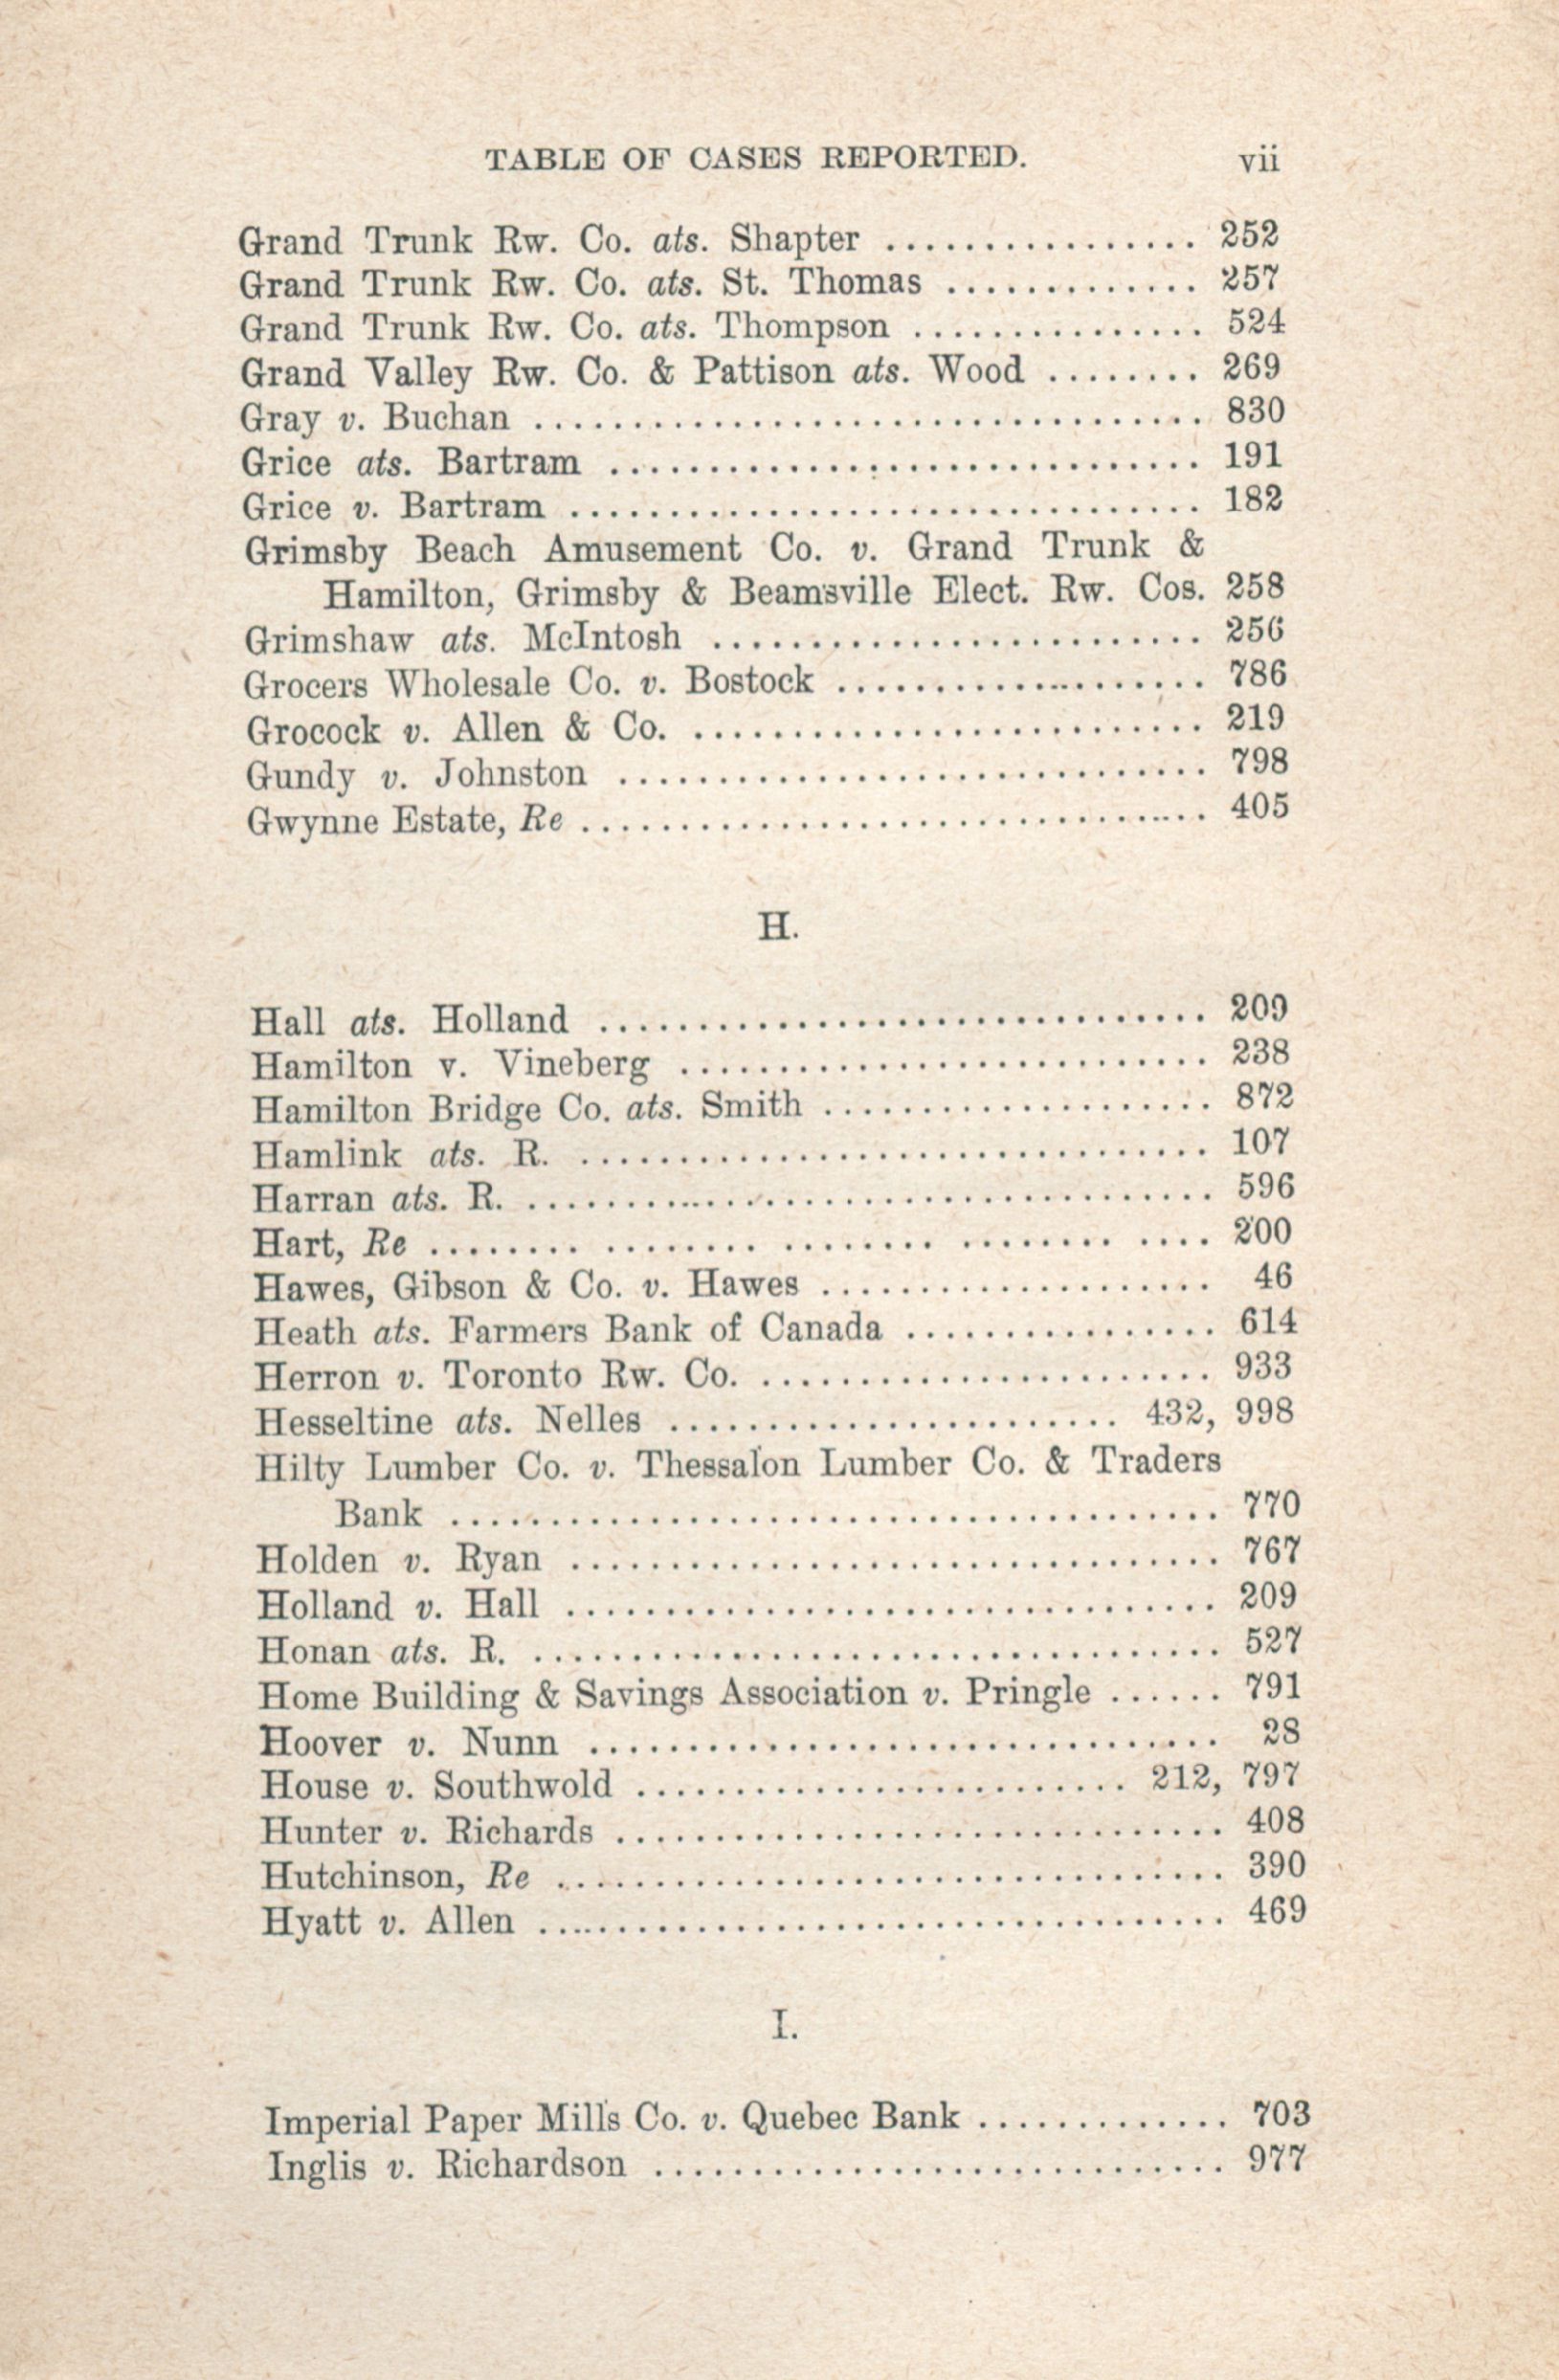 TABLE OF CASES REPORTED. vii
Grand Trunk Rw. Co. ats. Shapter ................ 252
Grand Trunk Rw. Co. ats. St. Thomas ............. 257
Grand Trunk Rw. Co. ats. Thompson ............... 524
Grand Valley Rw. Co. & Pattison ats. Wood ........ 269
Gray v. Buchan .................................. 830
Grice ats. Bartram .............................. 191
Grice v. Bartram ................................ 182
Grimsby Beach Amusement Co. v. Grand Trunk &
Hamilton, Grimsby & Beamsville Elect. Rw. Cos. 258
Grimshaw ats. McIntosh ......................... 256
Grocers Wholesale Co. v. Bostock ................... 786
Grocock v. Allen & Co. .......................... 219
Gundy v. Johnston .............................. 798
Gwynne Estate, Re ................................ 405
H.
Hall ats. Holland ............................... 209
Hamilton v. Vineberg ........................... 238
Hamilton Bridge Co. ats. Smith .................... 872
Hamlink ats. R. ................................ 107
Harran ats. R. ................................... 596
Hart, Re ........ ........ ........ ........ .... 200
Hawes, Gibson & Co. v. Hawes .................... 46
Heath ats. Farmers Bank of Canada ................ 614
Herron v. Toronto Rw. Co. ....................... 933
Hesseltine ats. Nelles ....................... 432, 998
Hilty Lumber Co. v. Thessalon Lumber Co. & Traders
Bank ....................................... 770
Holden v. Ryan ................................. 767
Holland v. Hall ................................. 209
Honan ats. R. ................................... 527
Home Building & Savings Association v. Pringle ...... 791
Hoover v. Nunn ................................ 28
House v. Southwold ......................... 212, 797
Hunter v. Richards ............................... 408
Hutchinson, Re .................................. 390
Hyatt v. Allen ................................... 469
I.
Imperial Paper Mills Co. v. Quebec Bank ............. 703
Inglis v. Richardson ............................. 977